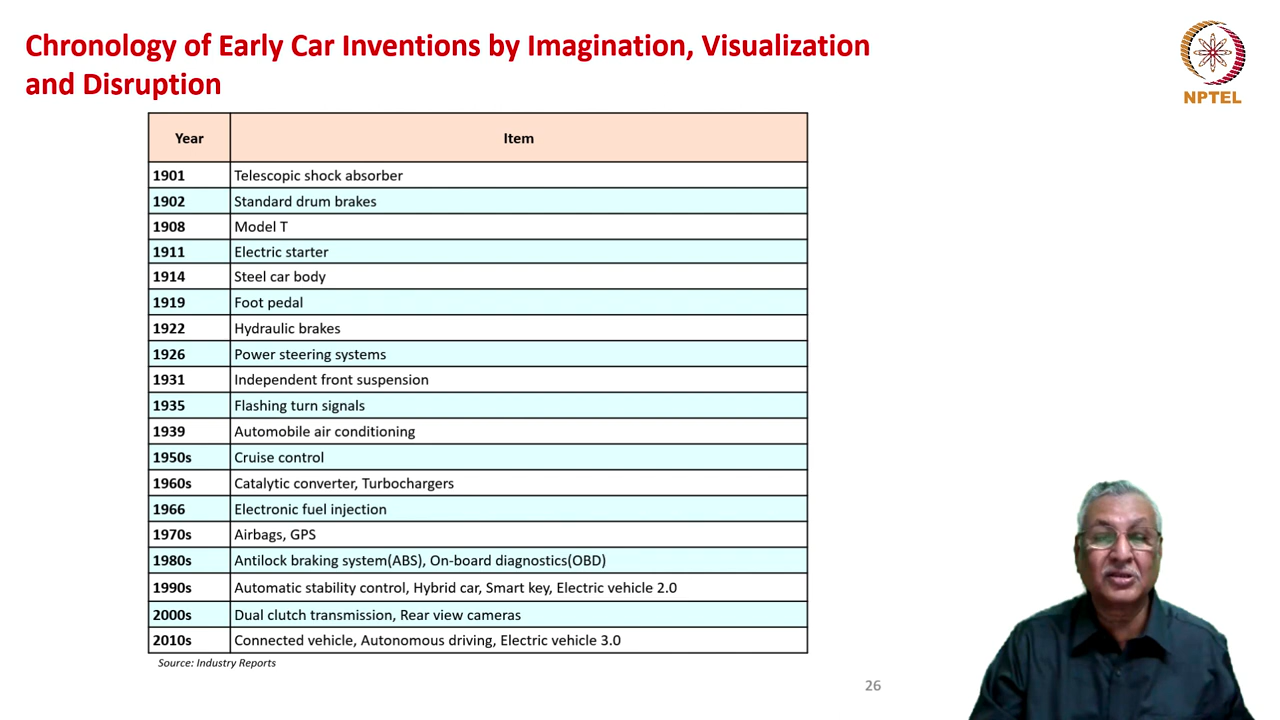 Chronology of Early Car Inventions by Imagination, Visualization
and Disruption
NPTEL
Year Item
1901 Telescopic shock absorber
1902 Standard drum brakes
1908 Model T
1911 Electric starter
1914 Steel car body
1919 Foot pedal
1922 Hydraulic brakes
1926 Power steering systems
1931 Independent front suspension
1935 Flashing turn signals
1939 Automobile air conditioning
1950s Cruise control
1960s Catalytic converter, Turbochargers
1966 Electronic fuel injection
1970s Airbags, GPS
1980s Antilock braking system(ABS), On-board diagnostics(OBD)
1990s Automatic stability control, Hybrid car, Smart key, Electric vehicle 2.0
2000s Dual clutch transmission, Rear view cameras
2010s Connected vehicle, Autonomous driving, Electric vehicle 3.0
Source: Industry Reports
26